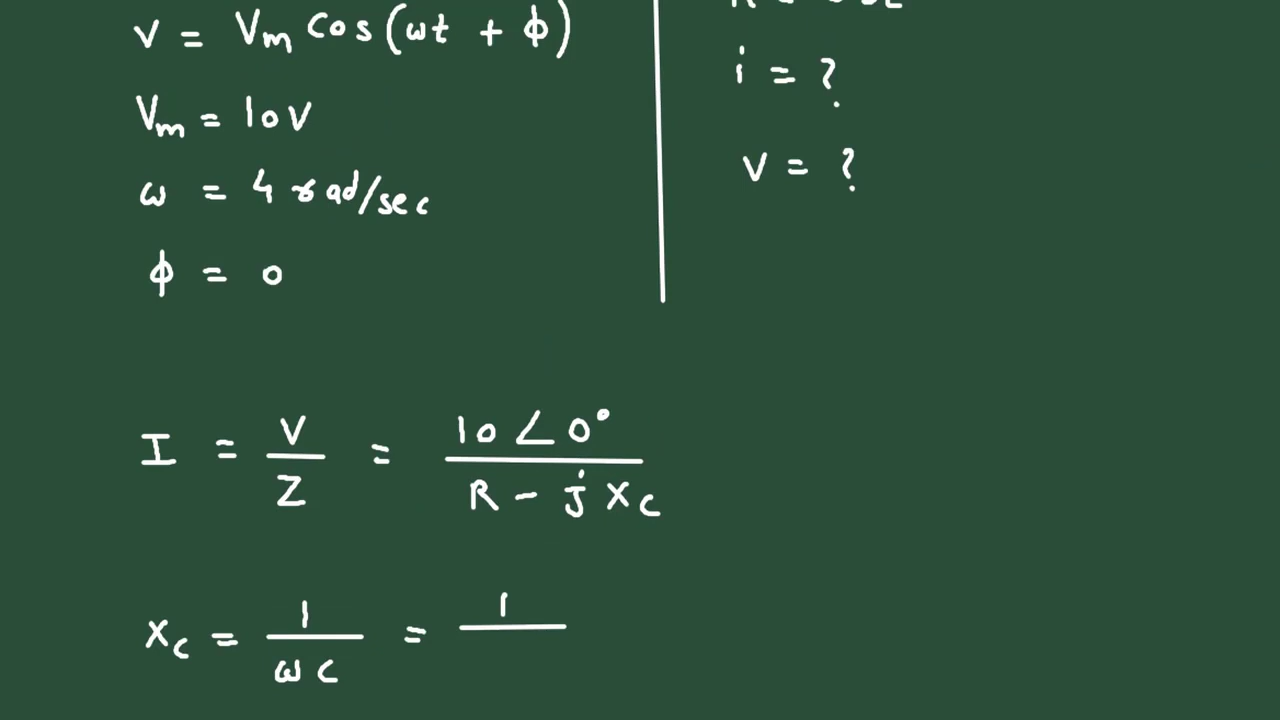 v = Vm cos(ωt + ϕ)
Vm = 10V
ω = 4 rad/sec
ϕ = 0
i = ?
v = ?
I = V/Z = 10∠0°/(R - jXc)
Xc = 1/ωC = 1/